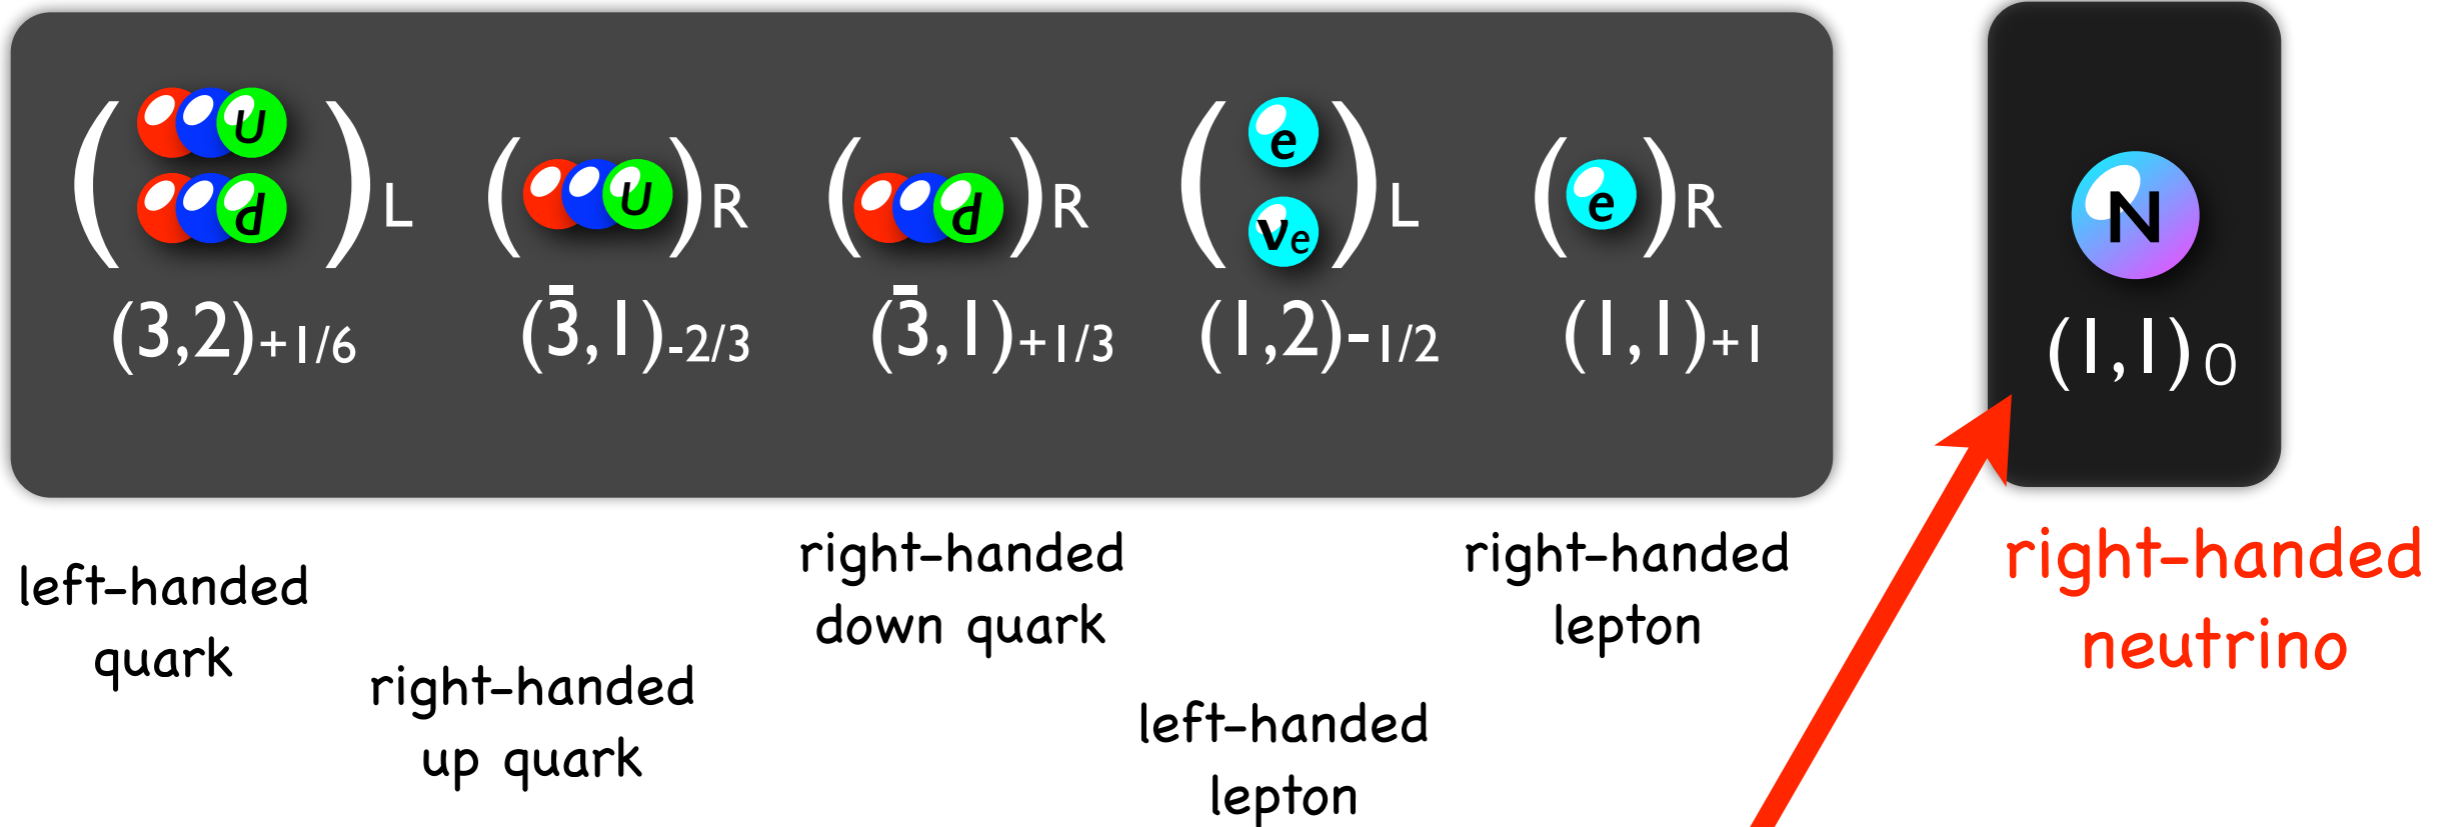 ( U d )L ( U )R ( d )R ( e νe )L ( e )R N
(3,2)+1/6 (3̄,1)-2/3 (3̄,1)+1/3 (1,2)-1/2 (1,1)+1 (1,1)0
left-handed
quark
right-handed
up quark
right-handed
down quark
left-handed
lepton
right-handed
lepton
right-handed
neutrino